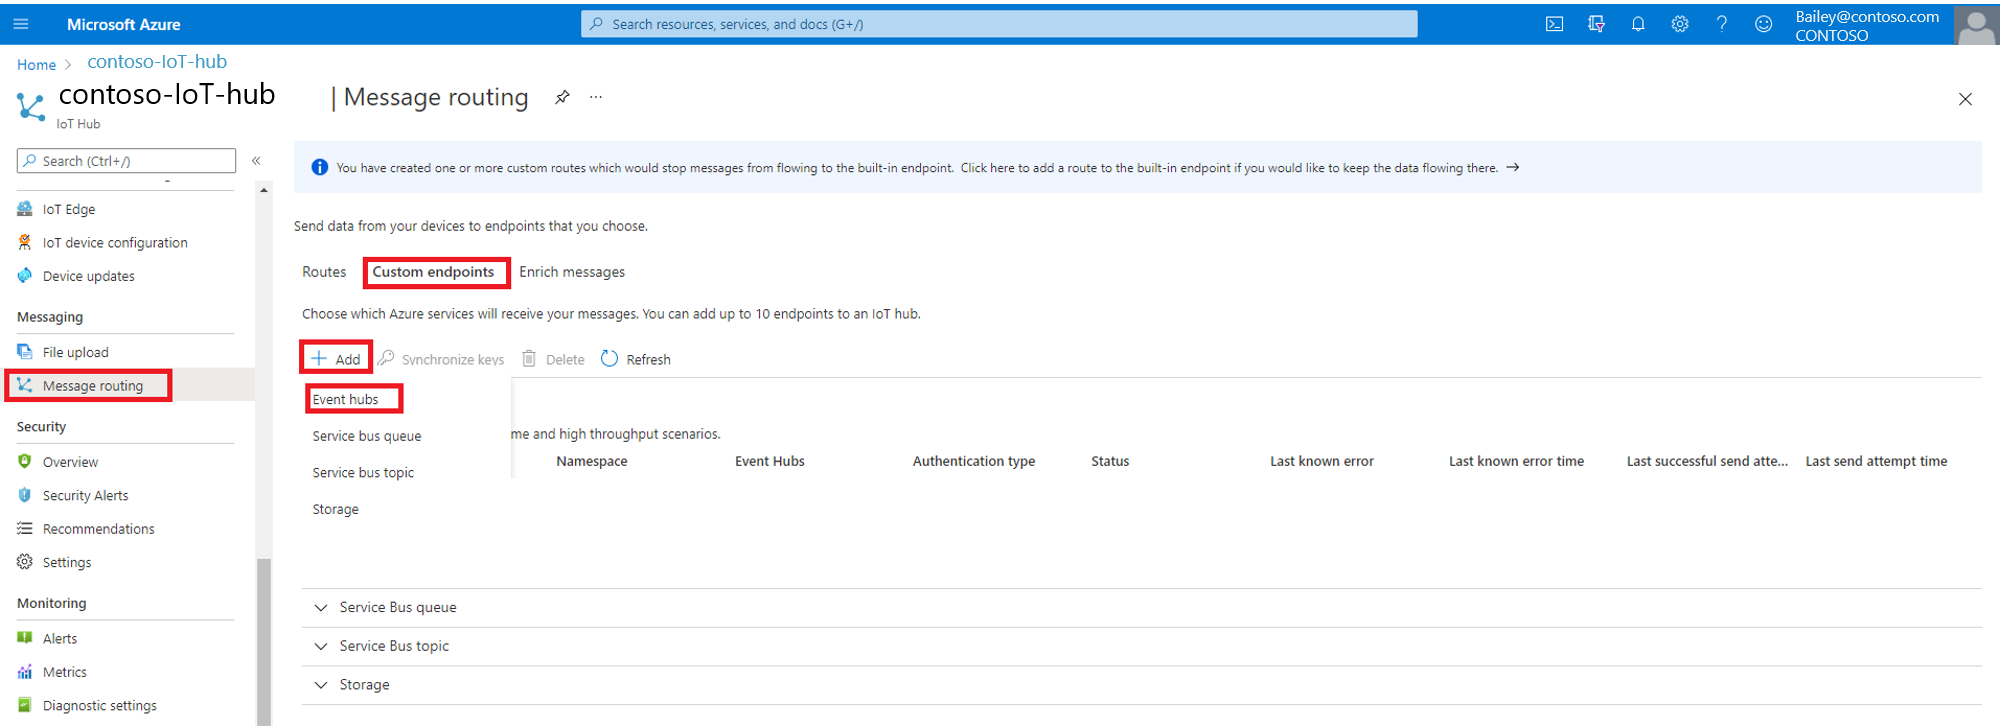 Microsoft Azure
Search resources, services, and docs (G+/)
Bailey@contoso.com
CONTOSO
Home > contoso-IoT-hub
contoso-IoT-hub | Message routing ...
IoT Hub
Search (Ctrl+/) «
You have created one or more custom routes which would stop messages from flowing to the built-in endpoint. Click here to add a route to the built-in endpoint if you would like to keep the data flowing there. →
IoT Edge
IoT device configuration
Device updates
Messaging
File upload
Message routing
Security
Overview
Security Alerts
Recommendations
Settings
Monitoring
Alerts
Metrics
Diagnostic settings
Send data from your devices to endpoints that you choose.
Routes Custom endpoints Enrich messages
Choose which Azure services will receive your messages. You can add up to 10 endpoints to an IoT hub.
+ Add Synchronize keys Delete Refresh
Event hubs
Service bus queue
Service bus topic
Storage
me and high throughput scenarios.
Namespace Event Hubs Authentication type Status Last known error Last known error time Last successful send atte... Last send attempt time
Service Bus queue
Service Bus topic
Storage